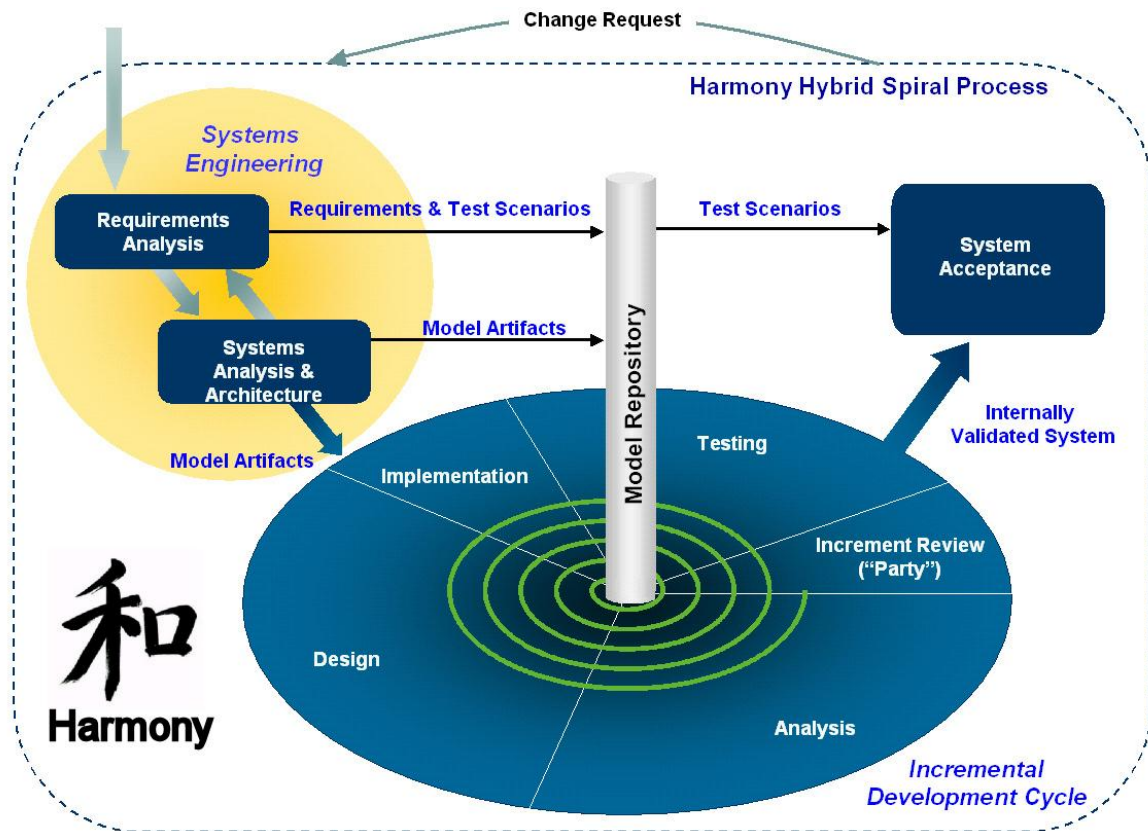 Change Request
Harmony Hybrid Spiral Process
Systems
Engineering
Requirements
Analysis
Requirements & Test Scenarios
Test Scenarios
System
Acceptance
Systems
Analysis &
Architecture
Model Artifacts
Model Repository
Model Artifacts
Internally
Validated System
Implementation
Testing
Increment Review
(“Party”)
Design
Analysis
和
Harmony
Incremental
Development Cycle